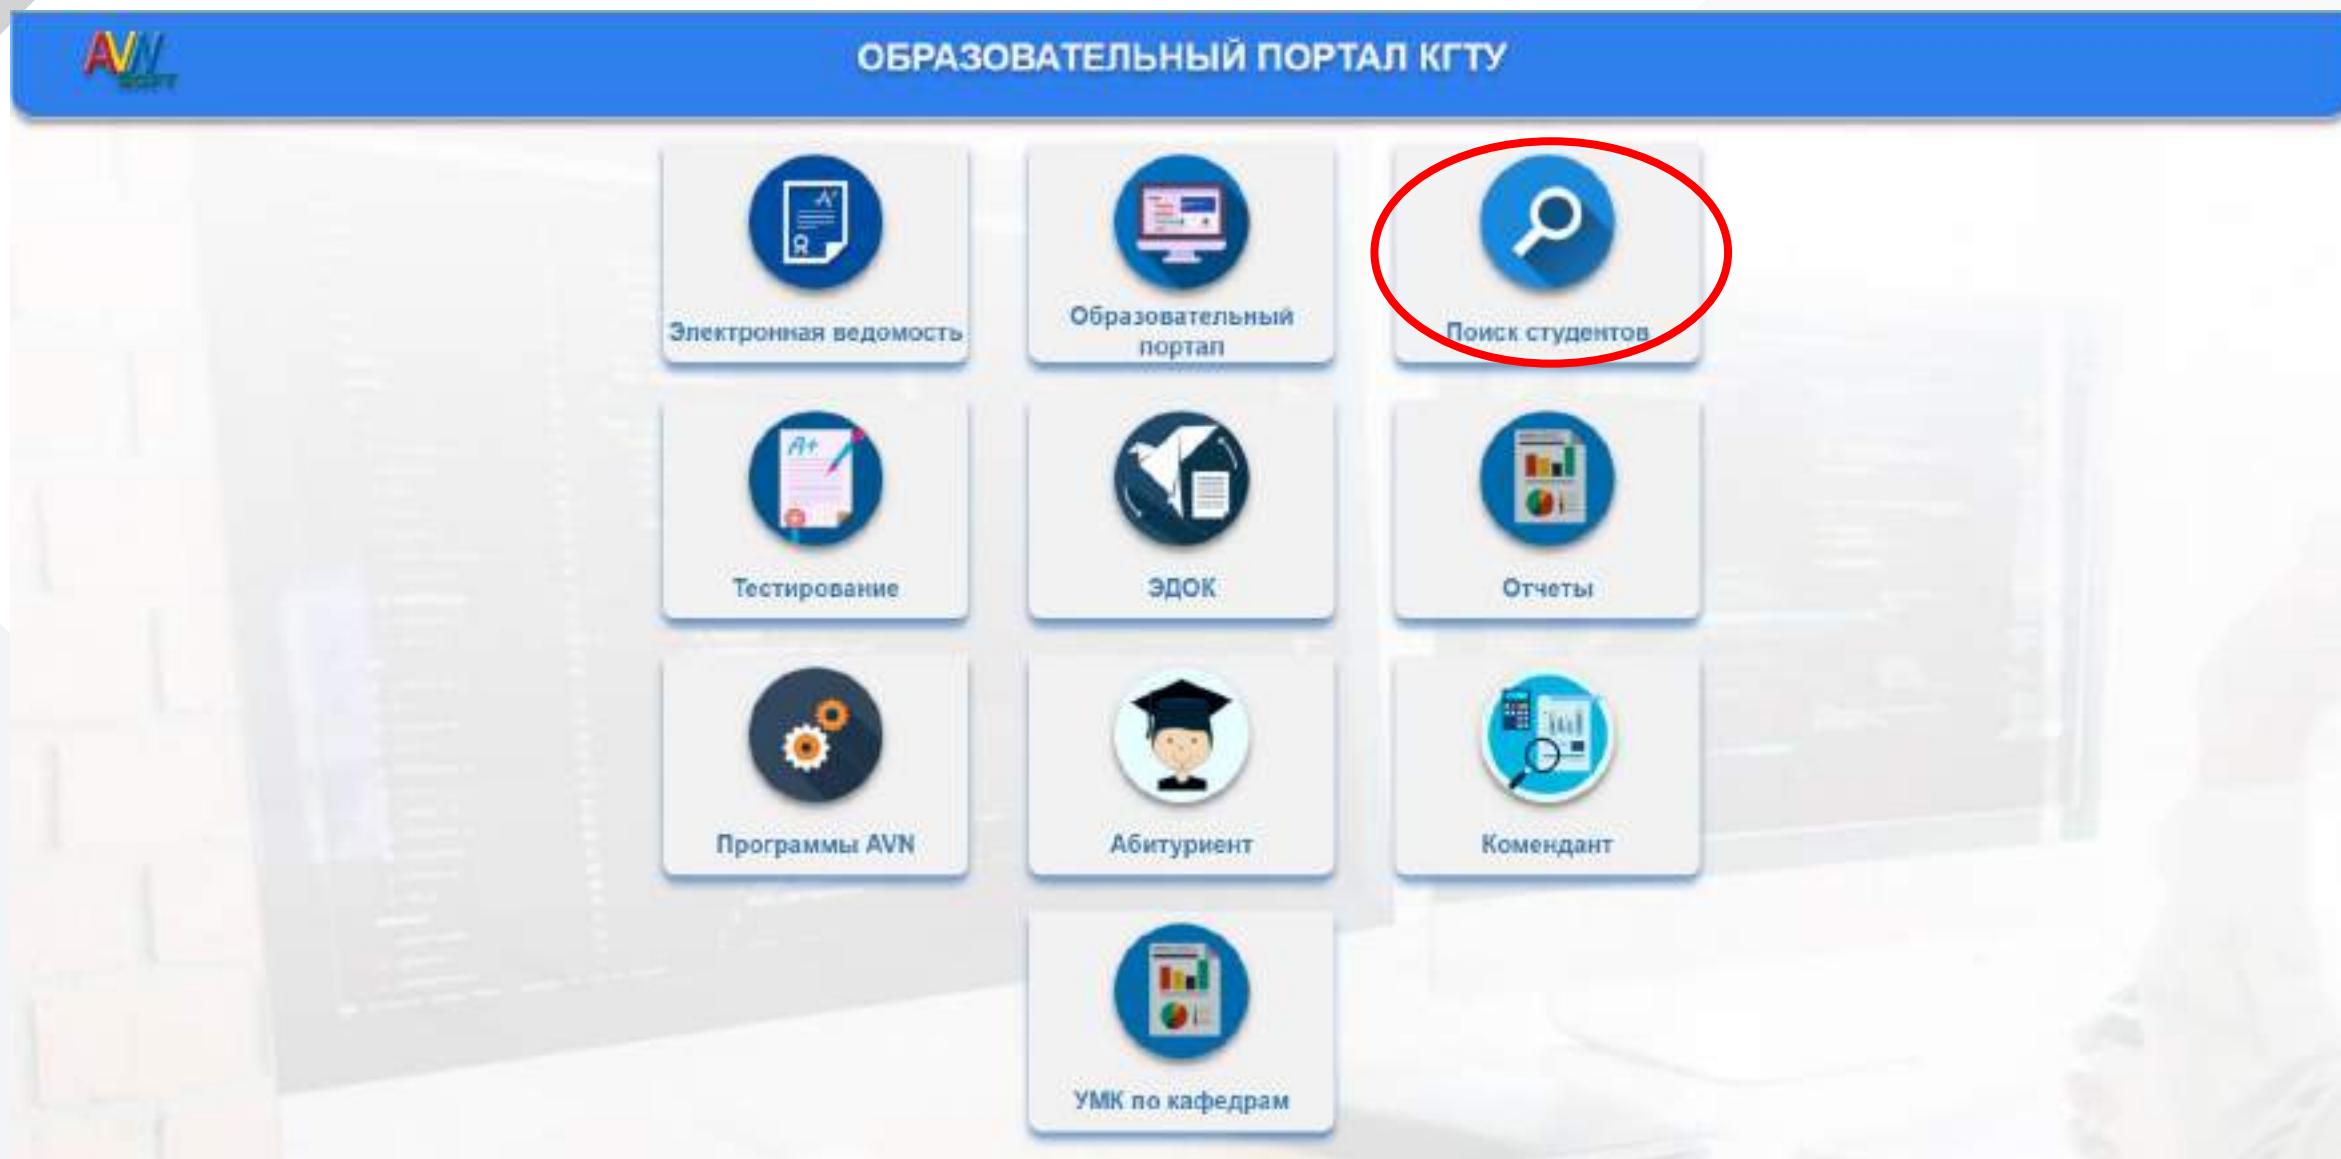 AVN
SOFT
ОБРАЗОВАТЕЛЬНЫЙ ПОРТАЛ КГТУ
Электронная ведомость
Образовательный
портал
Поиск студентов
A+
Тестирование
ЭДОК
Отчеты
Программы AVN
Абитуриент
Комендант
УМК по кафедрам